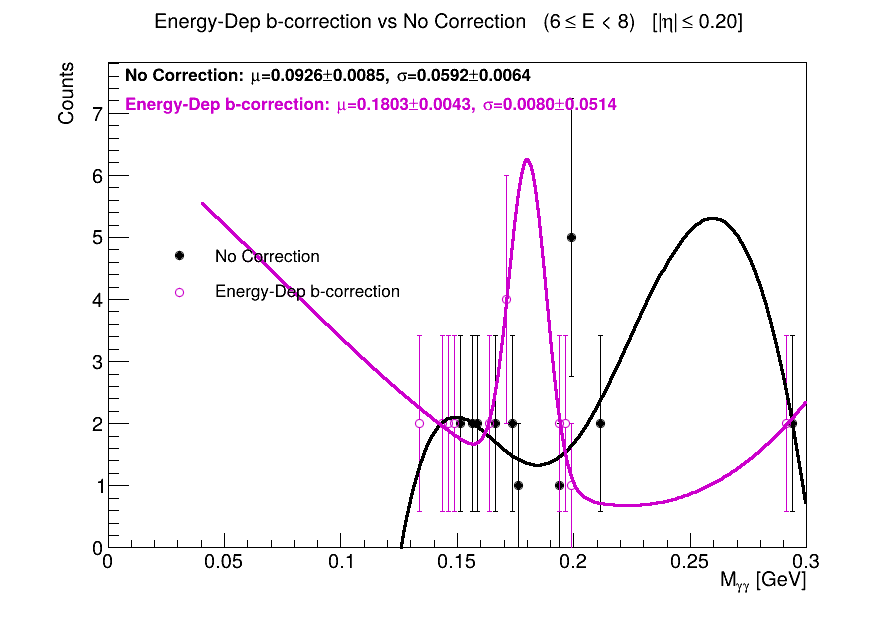 Energy-Dep b-correction vs No Correction (6 ≤ E < 8) [|η| ≤ 0.20]
No Correction: μ=0.0926±0.0085, σ=0.0592±0.0064
Energy-Dep b-correction: μ=0.1803±0.0043, σ=0.0080±0.0514
Counts
7
6
5
4
3
2
1
0
No Correction
Energy-Dep b-correction
0 0.05 0.1 0.15 0.2 0.25 0.3
Mγγ [GeV]